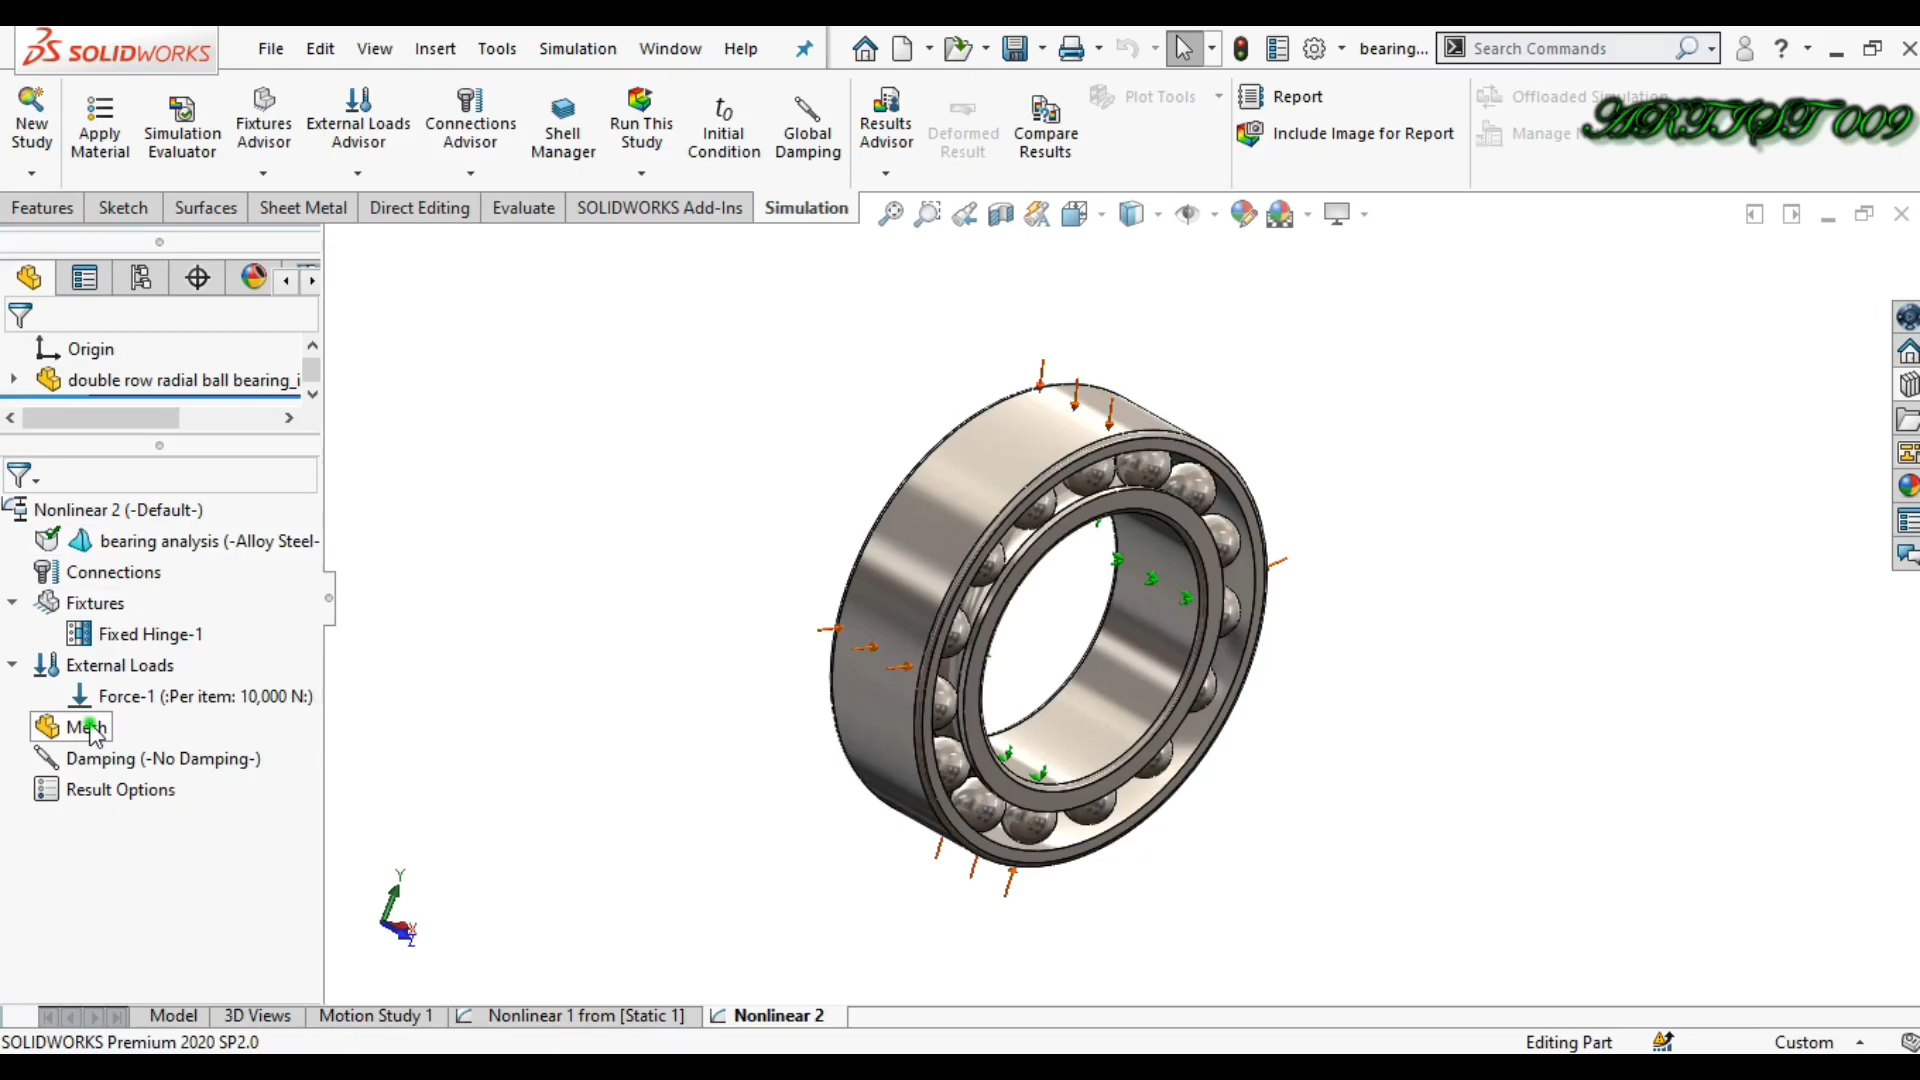 SOLIDWORKS
File Edit View Insert Tools Simulation Window Help
bearing...
Search Commands
New Study
Apply Material
Simulation Evaluator
Fixtures Advisor
External Loads Advisor
Connections Advisor
Shell Manager
Run This Study
Initial Condition
Global Damping
Results Advisor
Deformed Result
Compare Results
Plot Tools
Report
Include Image for Report
Offloaded
Manage
ARTIST 009
Features Sketch Surfaces Sheet Metal Direct Editing Evaluate SOLIDWORKS Add-Ins Simulation
Origin
double row radial ball bearing_i
Nonlinear 2 (-Default-)
bearing analysis (-Alloy Steel-
Connections
Fixtures
Fixed Hinge-1
External Loads
Force-1 (:Per item: 10,000 N:)
Mesh
Damping (-No Damping-)
Result Options
Y
X
Z
Model 3D Views Motion Study 1 Nonlinear 1 from [Static 1] Nonlinear 2
SOLIDWORKS Premium 2020 SP2.0
Editing Part
Custom